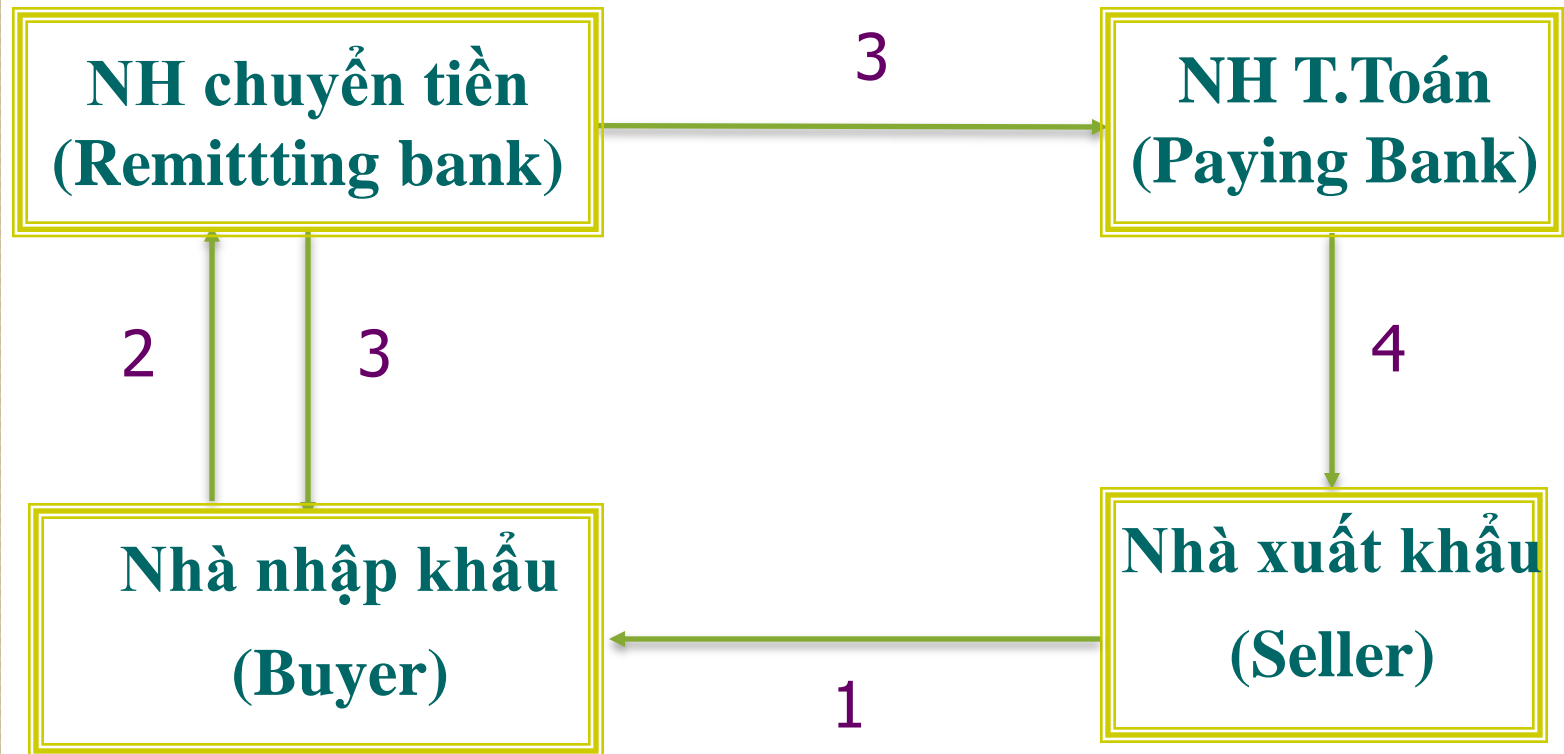 NH chuyển tiền
(Remittting bank)
3
NH T.Toán
(Paying Bank)
2
3
4
Nhà nhập khẩu
(Buyer)
1
Nhà xuất khẩu
(Seller)